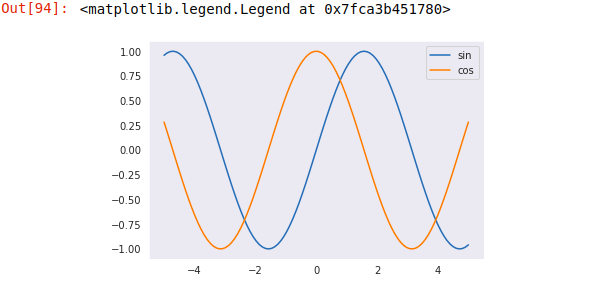 Out[94]: <matplotlib.legend.Legend at 0x7fca3b451780>
sin
cos
1.00
0.75
0.50
0.25
0.00
−0.25
−0.50
−0.75
−1.00
−4 −2 0 2 4